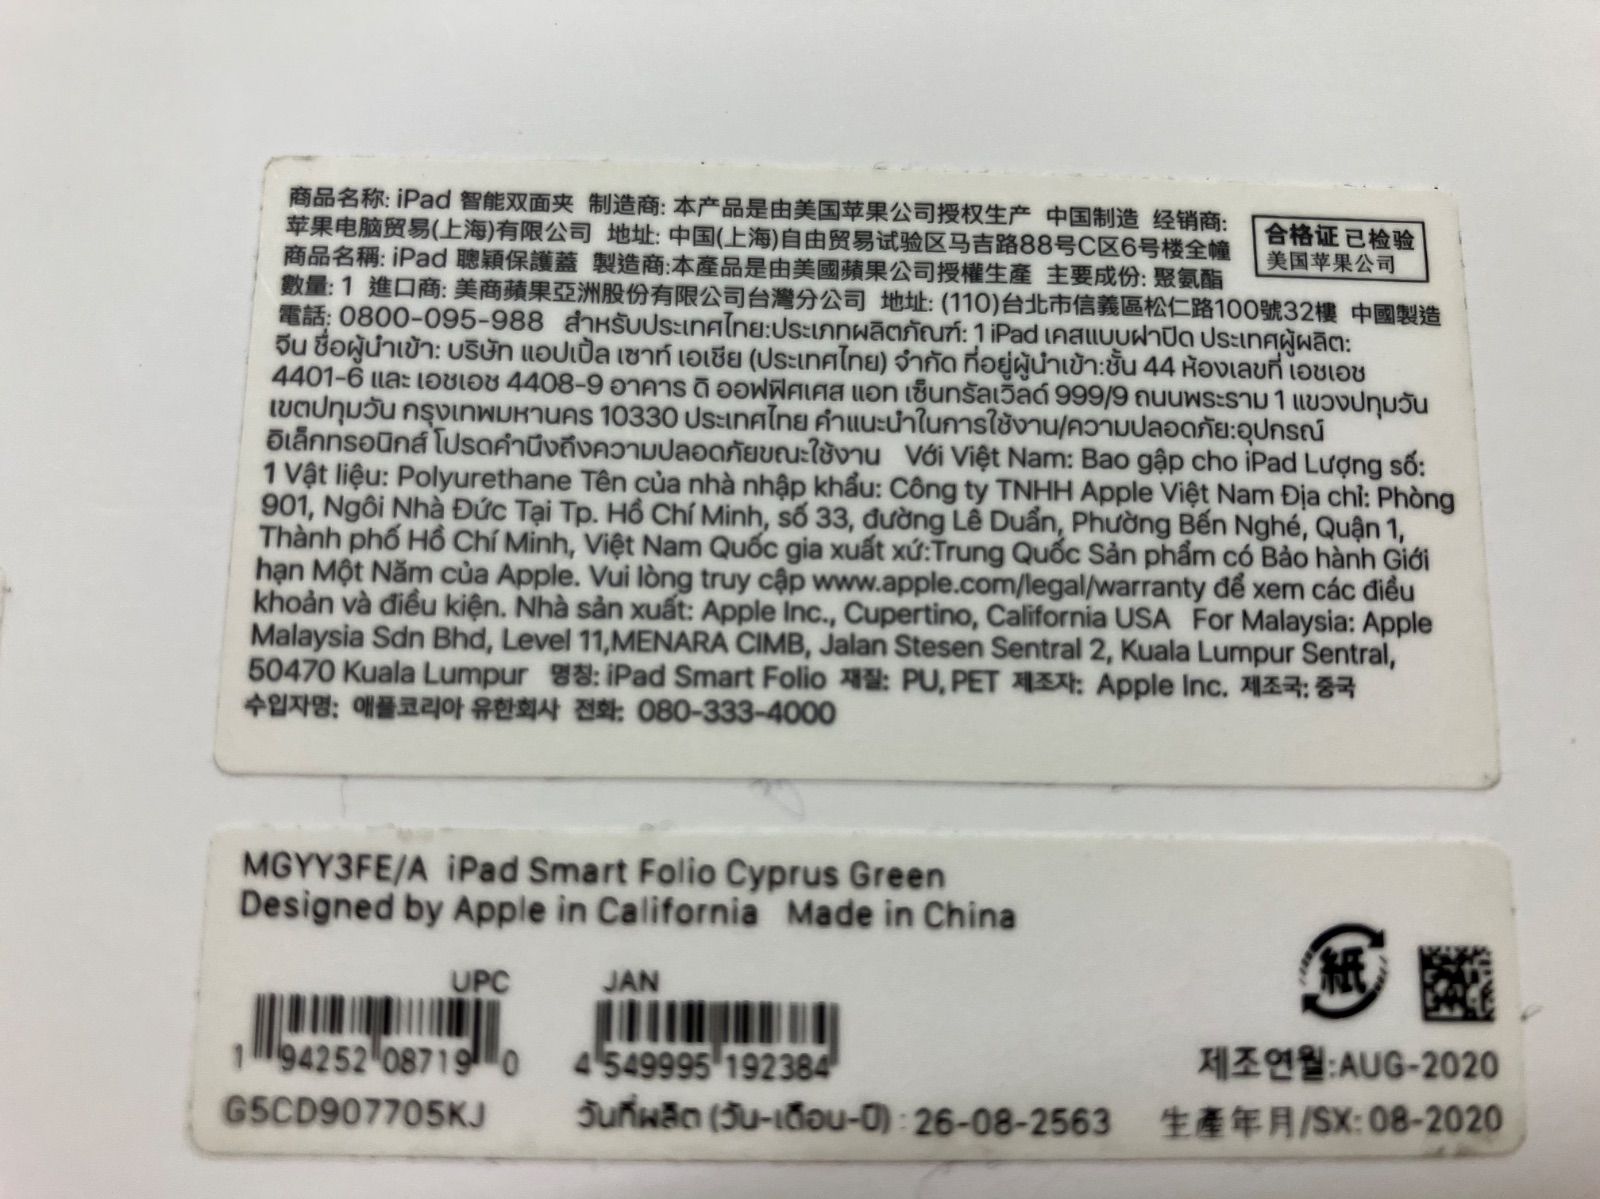 商品名称: iPad 智能双面夹 制造商: 本产品是由美国苹果公司授权生产 中国制造 经销商:
苹果电脑贸易(上海)有限公司 地址: 中国(上海)自由贸易试验区马吉路88号C区6号楼全幢
商品名稱: iPad 聰穎保護蓋 製造商:本產品是由美國蘋果公司授權生產 主要成份: 聚氨酯
數量: 1 進口商: 美商蘋果亞洲股份有限公司台灣分公司 地址: (110)台北市信義區松仁路100號32樓 中國製造
電話: 0800-095-988 สำหรับประเทศไทย:ประเภทผลิตภัณฑ์: 1 iPad เคสแบบฝาปิด ประเทศผู้ผลิต:
จีน ชื่อผู้นำเข้า: บริษัท แอปเปิ้ล เซาท์ เอเชีย (ประเทศไทย) จำกัด ที่อยู่ผู้นำเข้า:ชั้น 44 ห้องเลขที่ เอชเอช
4401-6 และ เอชเอช 4408-9 อาคาร ดิ ออฟฟิศเศส แอท เซ็นทรัลเวิลด์ 999/9 ถนนพระราม 1 แขวงปทุมวัน
เขตปทุมวัน กรุงเทพมหานคร 10330 ประเทศไทย คำแนะนำในการใช้งาน/ความปลอดภัย:อุปกรณ์
อิเล็กทรอนิกส์ โปรดคำนึงถึงความปลอดภัยขณะใช้งาน Với Việt Nam: Bao gập cho iPad Lượng số:
1 Vật liệu: Polyurethane Tên của nhà nhập khẩu: Công ty TNHH Apple Việt Nam Địa chỉ: Phòng
901, Ngôi Nhà Đức Tại Tp. Hồ Chí Minh, số 33, đường Lê Duẩn, Phường Bến Nghé, Quận 1,
Thành phố Hồ Chí Minh, Việt Nam Quốc gia xuất xứ:Trung Quốc Sản phẩm có Bảo hành Giới
hạn Một Năm của Apple. Vui lòng truy cập www.apple.com/legal/warranty để xem các điều
khoản và điều kiện. Nhà sản xuất: Apple Inc., Cupertino, California USA For Malaysia: Apple
Malaysia Sdn Bhd, Level 11,MENARA CIMB, Jalan Stesen Sentral 2, Kuala Lumpur Sentral,
50470 Kuala Lumpur 명칭: iPad Smart Folio 재질: PU, PET 제조자: Apple Inc. 제조국: 중국
수입자명: 애플코리아 유한회사 전화: 080-333-4000
合格证 已检验
美国苹果公司
MGYY3FE/A iPad Smart Folio Cyprus Green
Designed by Apple in California Made in China
UPC
1 94252 08719 0
JAN
4 549995 192384
紙
제조연월:AUG-2020
G5CD907705KJ
วันที่ผลิต (วัน-เดือน-ปี) : 26-08-2563
生產年月/SX: 08-2020